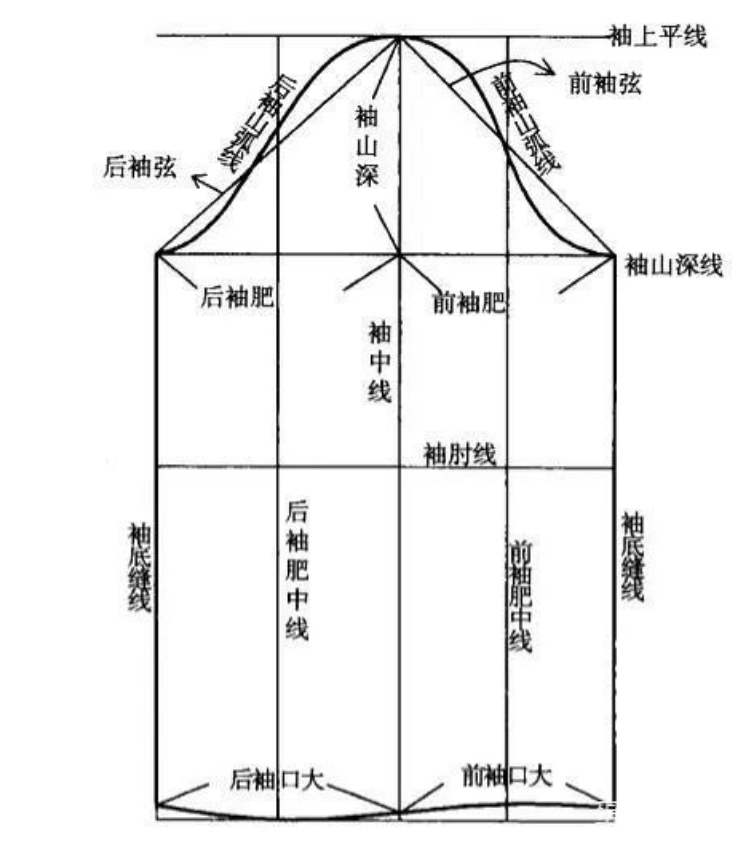 袖上平线
前袖弦
后袖山弧线
前袖山弧线
袖山深
后袖弦
袖山深线
后袖肥
前袖肥
袖中线
袖肘线
后袖肥中线
袖底缝线
前袖肥中线
袖底缝线
后袖口大
前袖口大